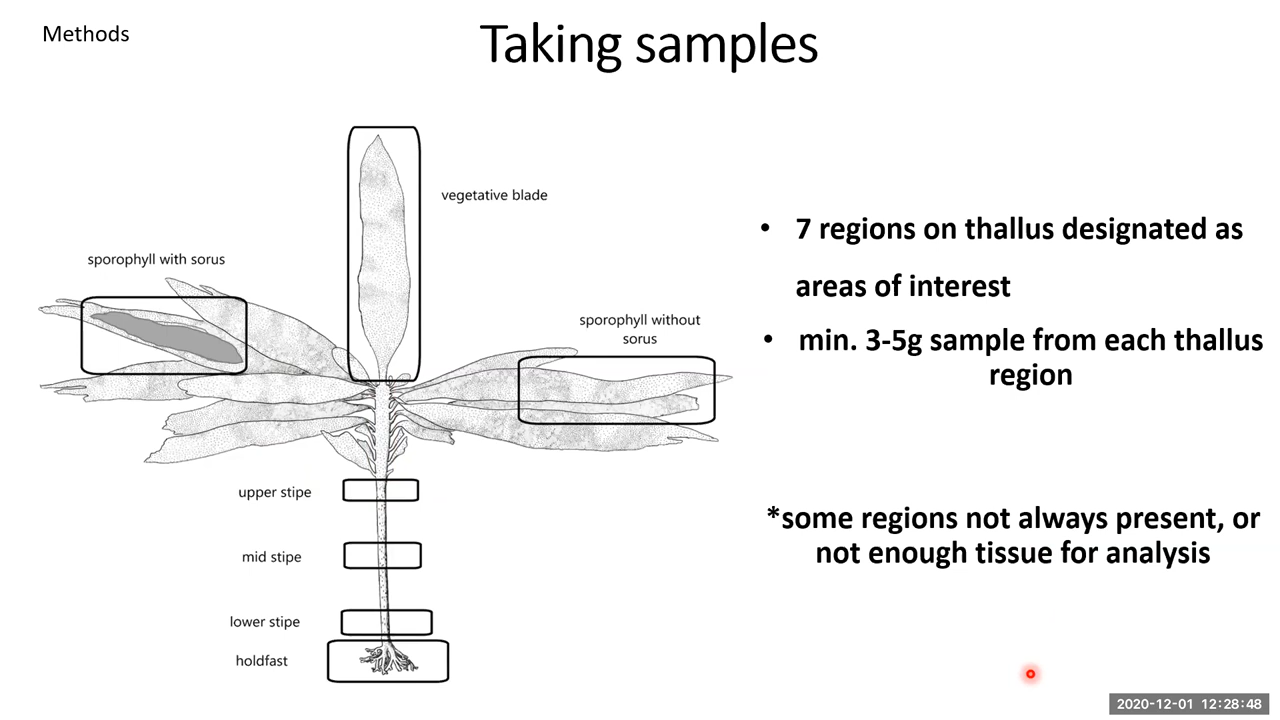 Methods
Taking samples
vegetative blade
sporophyll with sorus
sporophyll without
sorus
upper stipe
mid stipe
lower stipe
holdfast
• 7 regions on thallus designated as
areas of interest
• min. 3-5g sample from each thallus
region
*some regions not always present, or
not enough tissue for analysis
2020-12-01 12:28:48